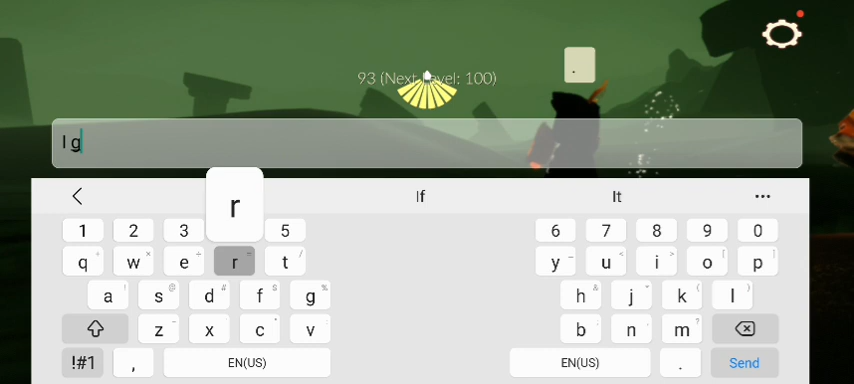 93 (Next Level: 100)
.
I g
r
If
It
1 2 3 5 6 7 8 9 0
q w e r t y u i o p
a s d f g h j k l
z x c v b n m
!#1 , EN(US) EN(US) . Send